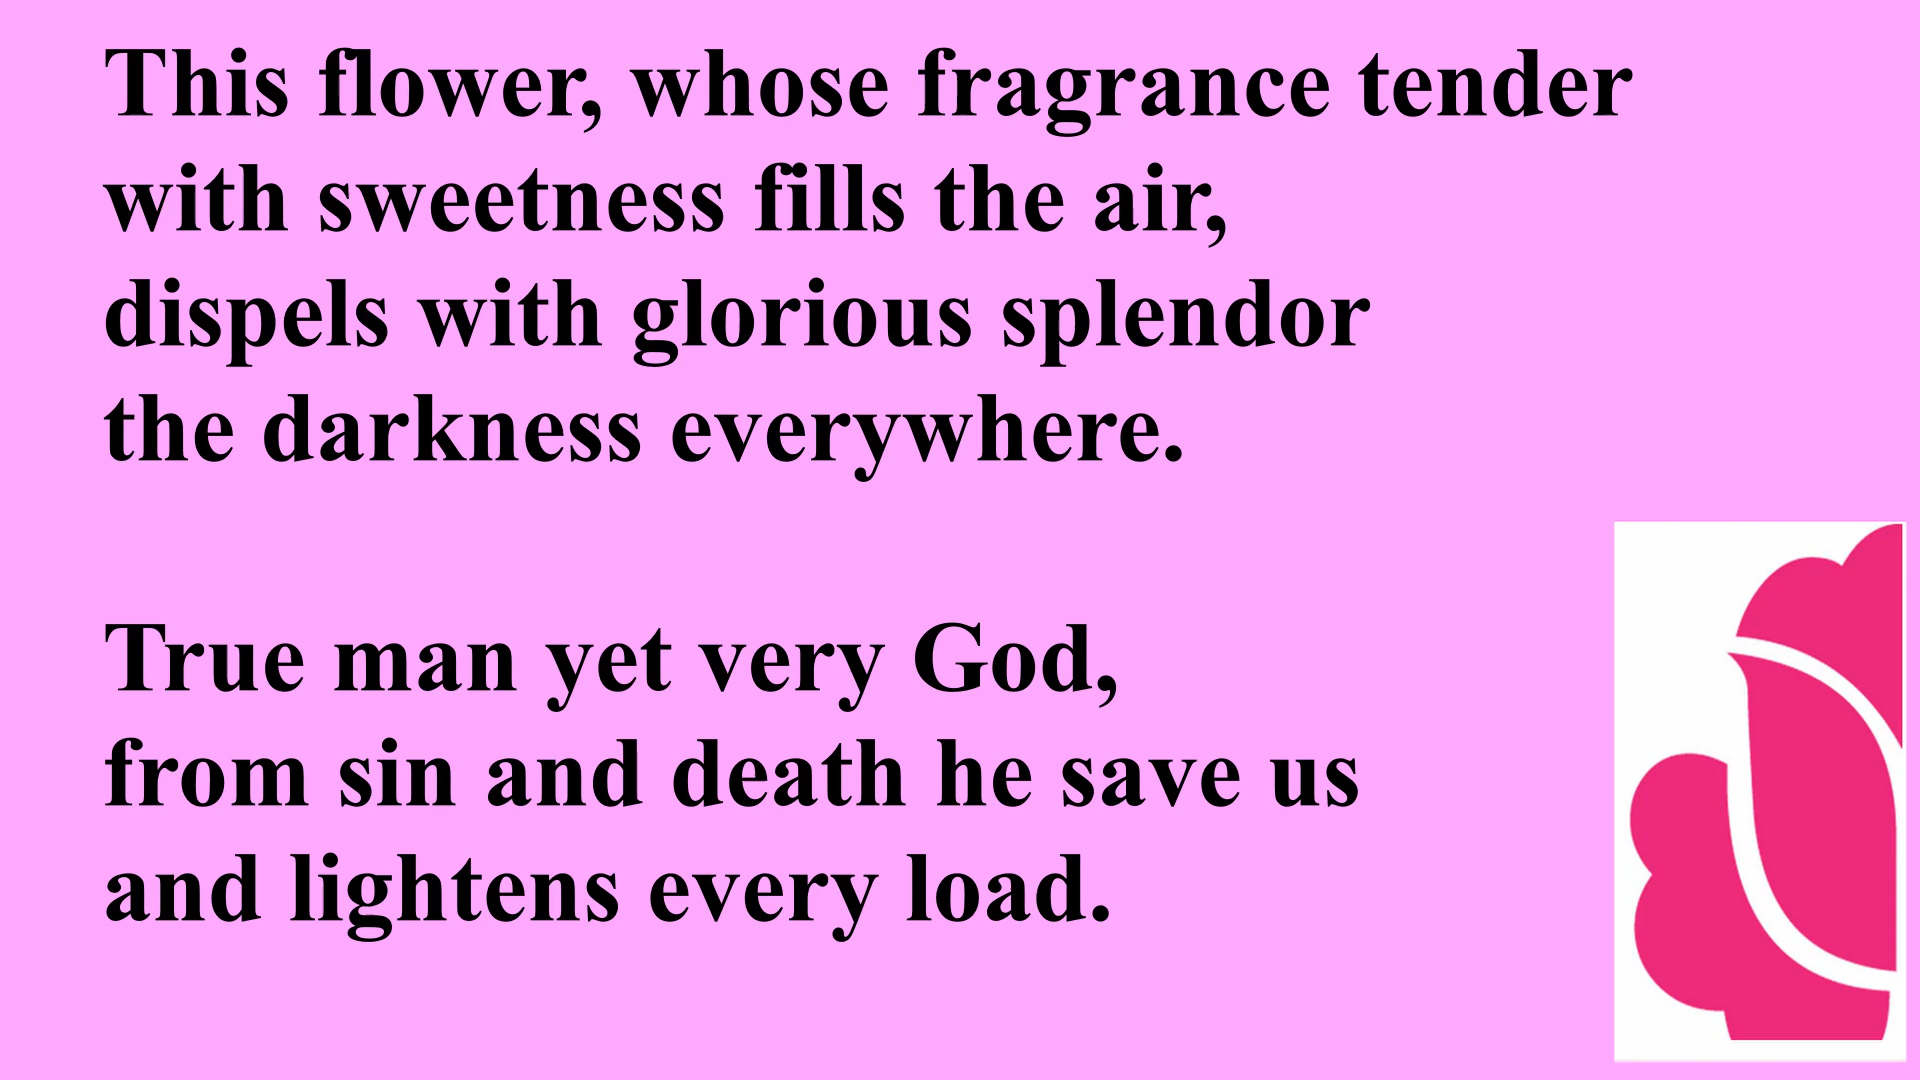 This flower, whose fragrance tender
with sweetness fills the air,
dispels with glorious splendor
the darkness everywhere.
True man yet very God,
from sin and death he save us
and lightens every load.